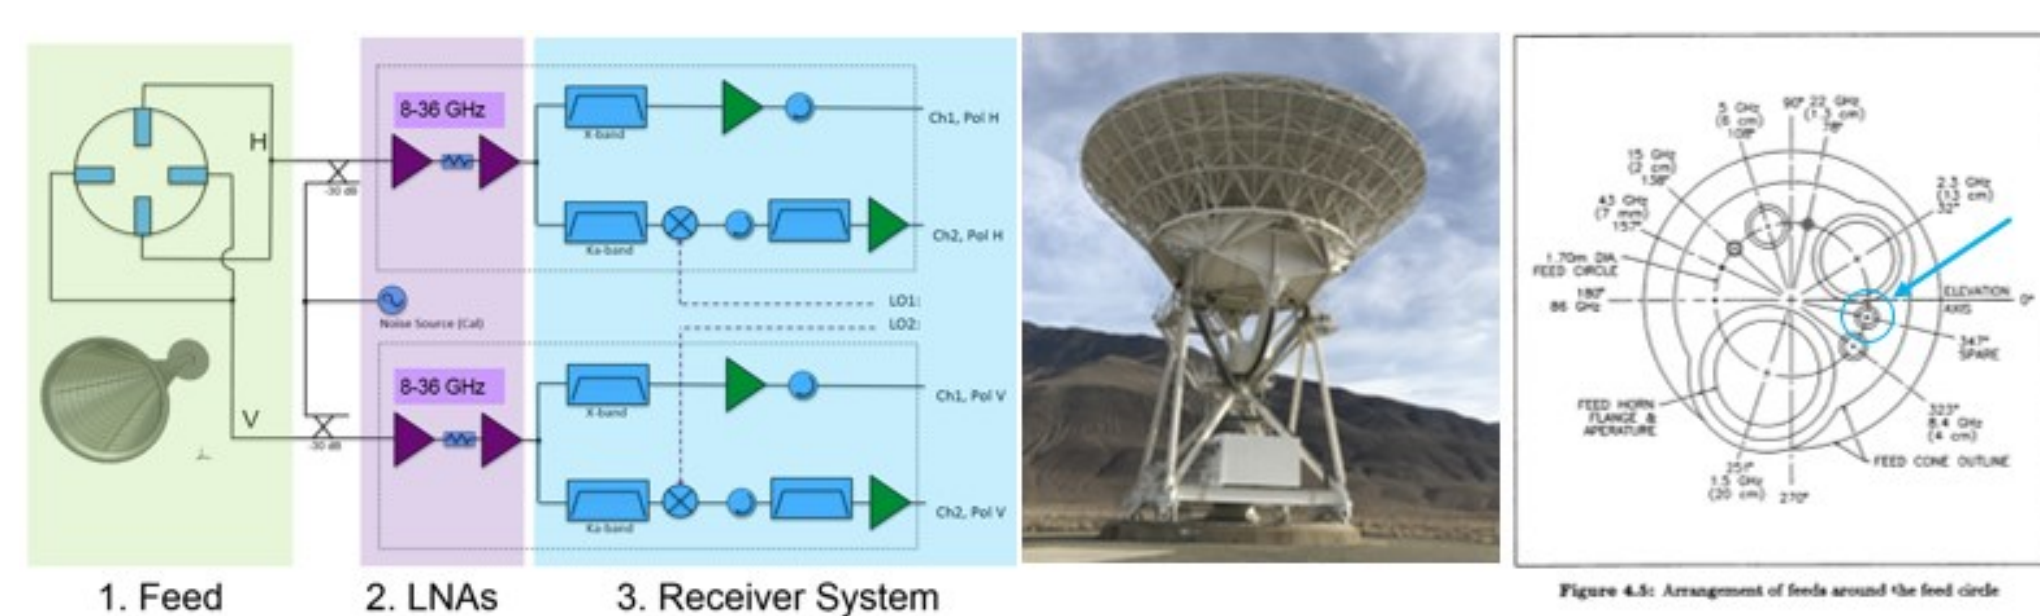 H
V
-30 dB
-30 dB
8-36 GHz
X-band
Ka-band
Ch1, Pol H
Ch2, Pol H
LO1:
LO2:
Noise Source (Cal)
8-36 GHz
X-band
Ka-band
Ch1, Pol V
Ch2, Pol V
1. Feed
2. LNAs
3. Receiver System
5 GHz
(6 cm)
108°
90°
22 GHz
(1.3 cm)
78°
15 GHz
(2 cm)
138°
2.3 GHz
(13 cm)
32°
43 GHz
(7 mm)
157°
1.70m DIA.
FEED CIRCLE
180°
86 GHz
ELEVATION
AXIS
0°
347°
SPARE
FEED HORN
FLANGE &
APERATURE
323°
8.4 GHz
(4 cm)
FEED CONE OUTLINE
251°
1.5 GHz
(20 cm)
270°
Figure 4.5: Arrangement of feeds around the feed circle